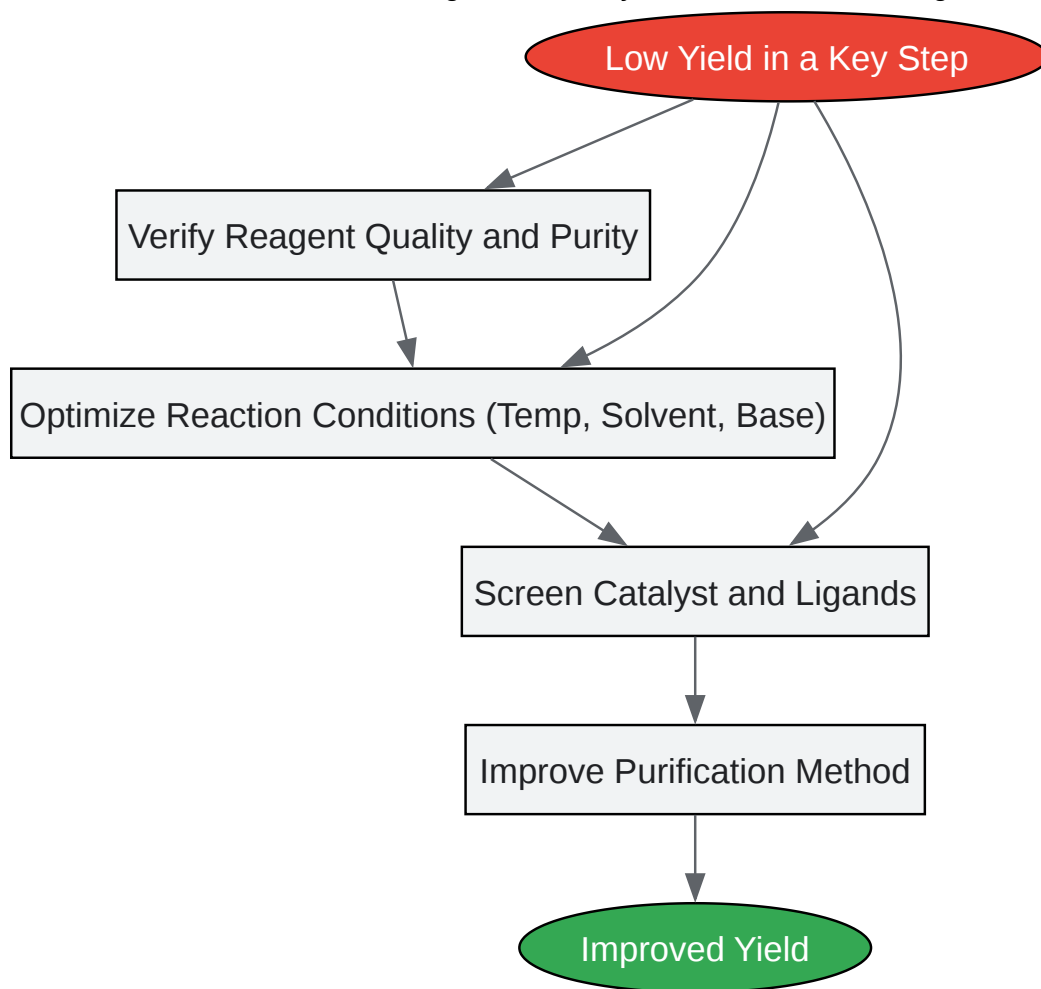 Low Yield in a Key Step
Verify Reagent Quality and Purity
Optimize Reaction Conditions (Temp, Solvent, Base)
Screen Catalyst and Ligands
Improve Purification Method
Improved Yield